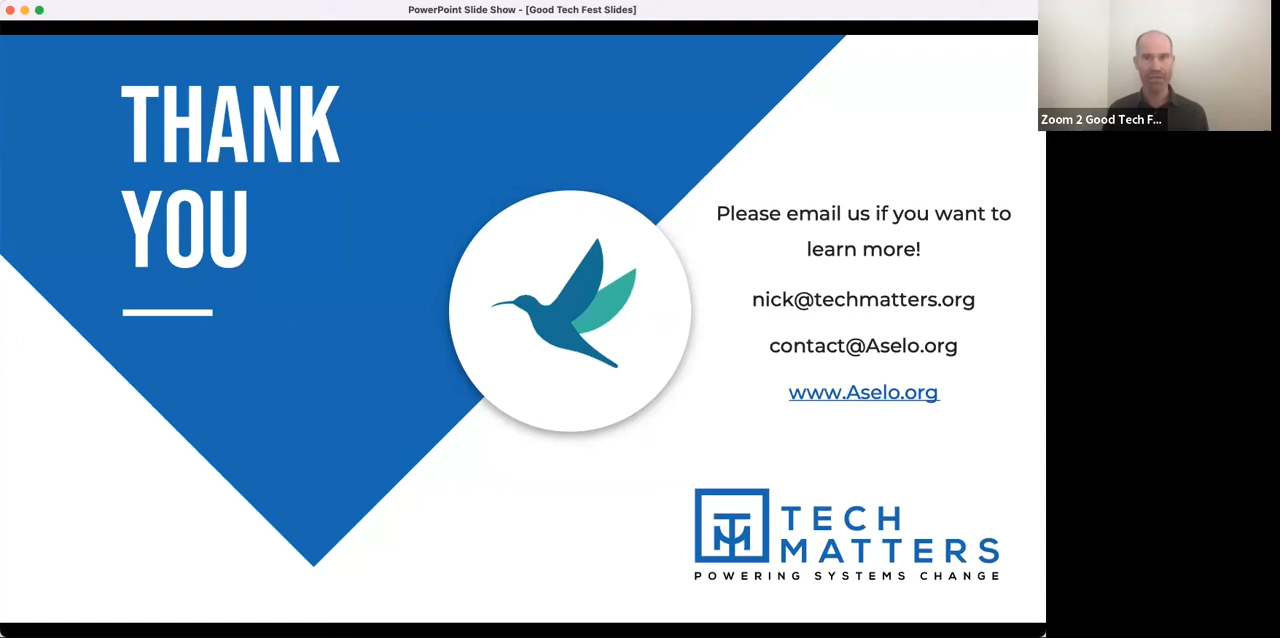 PowerPoint Slide Show - [Good Tech Fest Slides]
THANK
YOU
Please email us if you want to
learn more!
nick@techmatters.org
contact@Aselo.org
www.Aselo.org
TECH
MATTERS
POWERING SYSTEMS CHANGE
Zoom 2 Good Tech F...